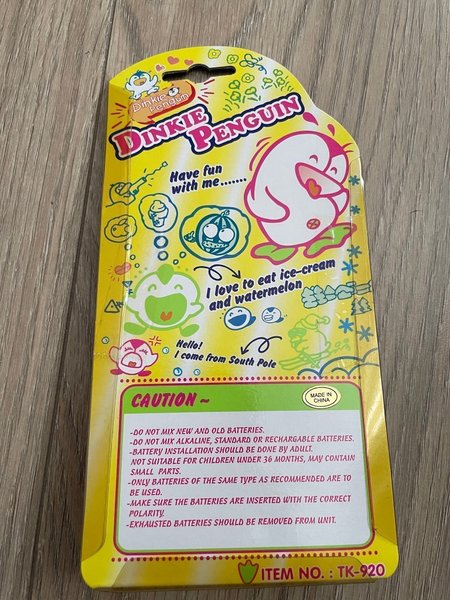 Dinkie
Penguin
DINKIE PENGUIN
Have fun
with me.......
I love to eat ice-cream
and watermelon
Hello!
I come from South Pole
CAUTION ~
MADE IN
CHINA
-DO NOT MIX NEW AND OLD BATTERIES.
-DO NOT MIX ALKALINE, STANDARD OR RECHARGABLE BATTERIES.
-BATTERY INSTALLATION SHOULD BE DONE BY ADULT.
NOT SUITABLE FOR CHILDREN UNDER 36 MONTHS, MAY CONTAIN
SMALL PARTS.
-ONLY BATTERIES OF THE SAME TYPE AS RECOMMENDED ARE TO
BE USED.
-MAKE SURE THE BATTERIES ARE INSERTED WITH THE CORRECT
POLARITY.
-EXHAUSTED BATTERIES SHOULD BE REMOVED FROM UNIT.
ITEM NO. : TK-920